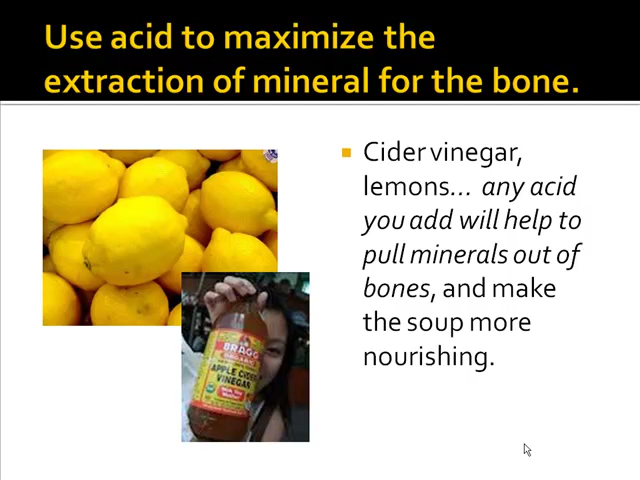 Use acid to maximize the
extraction of mineral for the bone.
Cider vinegar,
lemons... any acid
you add will help to
pull minerals out of
bones, and make
the soup more
nourishing.
BRAGG
ORGANIC
APPLE CIDER
VINEGAR